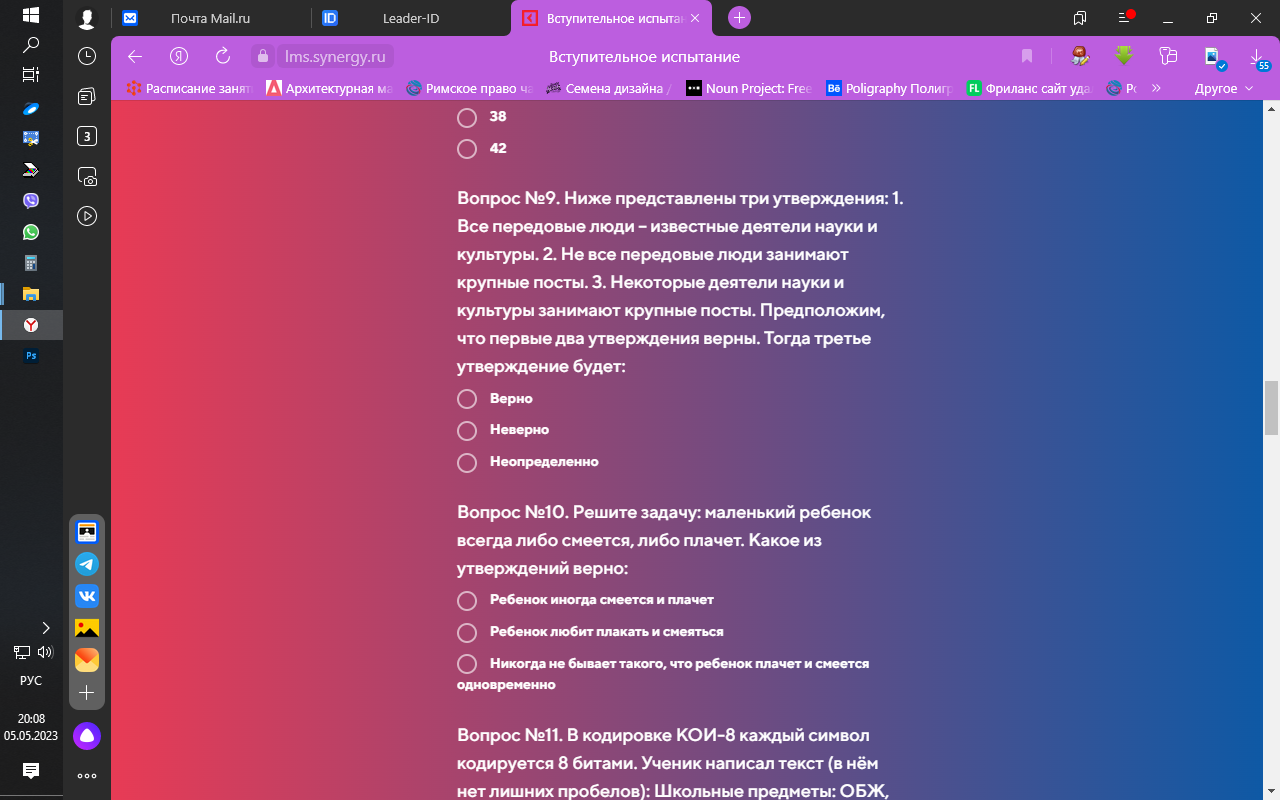 Почта Mail.ru
ID
Leader-ID
Вступительное испыта
Я
lms.synergy.ru
Вступительное испытание
55
Расписание занят
Архитектурная ма
Римское право ча
Семена дизайна /
Noun Project: Free
Bē
Poligraphy Полигр
FL
Фриланс сайт уда
Другое
3
38
42
Вопрос №9. Ниже представлены три утверждения: 1.
Все передовые люди – известные деятели науки и
культуры. 2. Не все передовые люди занимают
крупные посты. 3. Некоторые деятели науки и
культуры занимают крупные посты. Предположим,
что первые два утверждения верны. Тогда третье
утверждение будет:
Верно
Неверно
Неопределенно
Вопрос №10. Решите задачу: маленький ребенок
всегда либо смеется, либо плачет. Какое из
утверждений верно:
Ребенок иногда смеется и плачет
Ребенок любит плакать и смеяться
Никогда не бывает такого, что ребенок плачет и смеется
одновременно
Вопрос №11. В кодировке КОИ-8 каждый символ
кодируется 8 битами. Ученик написал текст (в нём
нет лишних пробелов): Школьные предметы: ОБЖ,
Y
Ps
РУС
20:08
05.05.2023